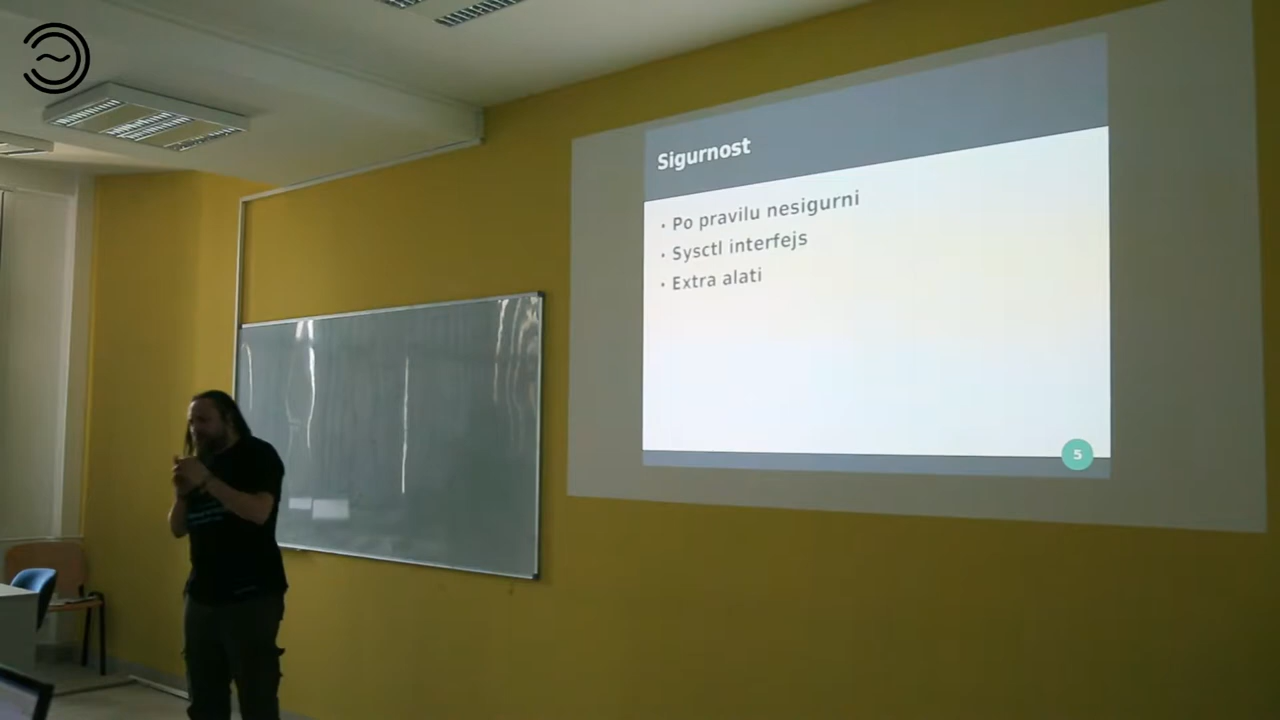 Sigurnost
• Po pravilu nesigurni
• Sysctl interfejs
• Extra alati
5